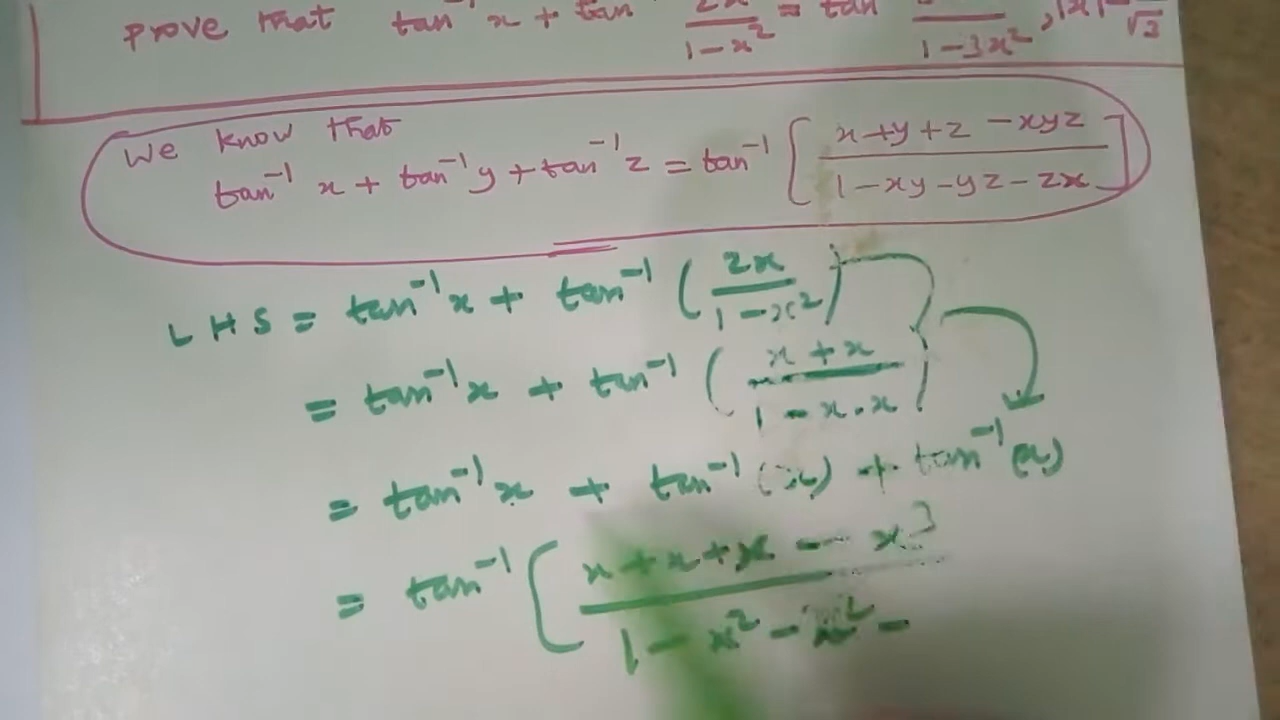 prove that tan⁻¹ x + tan 2x/(1-x²) = tan /(1-3x²), |x| √3
We know that
tan⁻¹ x + tan⁻¹ y + tan⁻¹ z = tan⁻¹ [(x+y+z-xyz)/(1-xy-yz-zx)]
LHS = tan⁻¹ x + tan⁻¹ (2x/(1-x²))
= tan⁻¹ x + tan⁻¹ ((x+x)/(1-x.x))
= tan⁻¹ x + tan⁻¹ (x) + tan⁻¹ (x)
= tan⁻¹ [(x+x+x-x³)/(1-x²-x²-